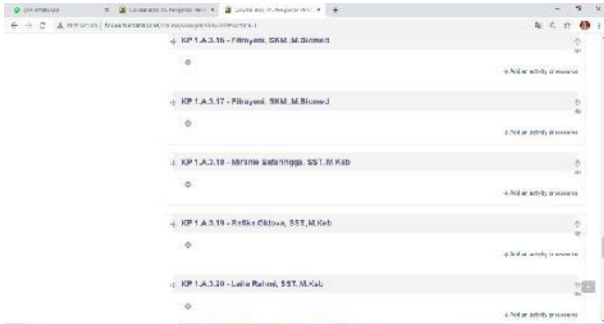 KP 1.A.3.16 - Fitrayeni, SKM.,M.Biomed
+ Add an activity or resource
KP 1.A.3.17 - Fitrayeni, SKM.,M.Biomed
+ Add an activity or resource
KP 1.A.3.18 - Miranie Safaringga, SST.,M.Keb
+ Add an activity or resource
KP 1.A.3.19 - Rafika Oktova, SST.,M.Keb
+ Add an activity or resource
KP 1.A.3.20 - Laila Rahmi, SST.,M.Keb
+ Add an activity or resource